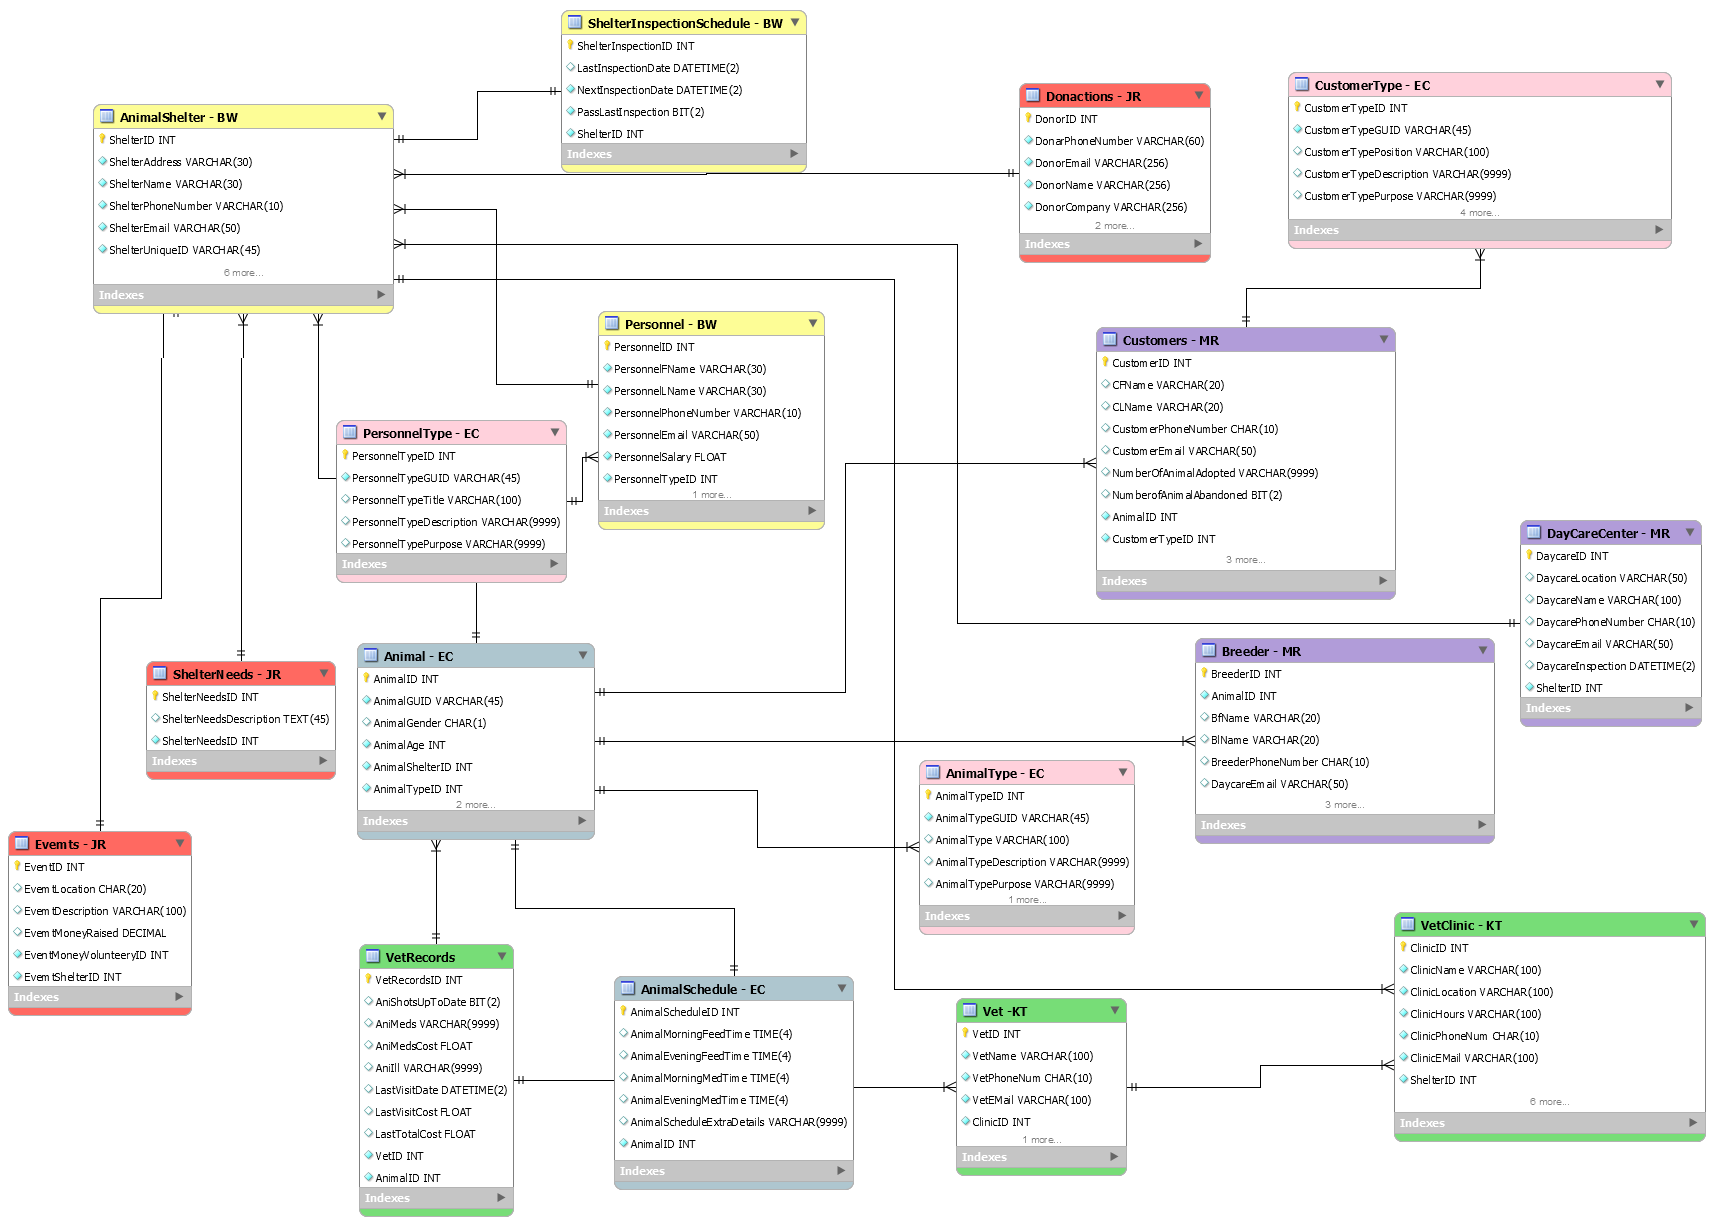 ShelterInspectionSchedule - BW
ShelterInspectionID INT
LastInspectionDate DATETIME(2)
NextInspectionDate DATETIME(2)
PassLastInspection BIT(2)
ShelterID INT
Indexes
AnimalShelter - BW
ShelterID INT
ShelterAddress VARCHAR(30)
ShelterName VARCHAR(30)
ShelterPhoneNumber VARCHAR(10)
ShelterEmail VARCHAR(50)
ShelterUniqueID VARCHAR(45)
6 more...
Indexes
Donactions - JR
DonorID INT
DonarPhoneNumber VARCHAR(60)
DonorEmail VARCHAR(256)
DonorName VARCHAR(256)
DonorCompany VARCHAR(256)
2 more...
Indexes
CustomerType - EC
CustomerTypeID INT
CustomerTypeGUID VARCHAR(45)
CustomerTypePosition VARCHAR(100)
CustomerTypeDescription VARCHAR(9999)
CustomerTypePurpose VARCHAR(9999)
4 more...
Indexes
Personnel - BW
PersonnelID INT
PersonnelFName VARCHAR(30)
PersonnelLName VARCHAR(30)
PersonnelPhoneNumber VARCHAR(10)
PersonnelEmail VARCHAR(50)
PersonnelSalary FLOAT
PersonnelTypeID INT
1 more...
Indexes
Customers - MR
CustomerID INT
CFName VARCHAR(20)
CLName VARCHAR(20)
CustomerPhoneNumber CHAR(10)
CustomerEmail VARCHAR(50)
NumberOfAnimalAdopted VARCHAR(9999)
NumberofAnimalAbandoned BIT(2)
AnimalID INT
CustomerTypeID INT
3 more...
Indexes
PersonnelType - EC
PersonnelTypeID INT
PersonnelTypeGUID VARCHAR(45)
PersonnelTypeTitle VARCHAR(100)
PersonnelTypeDescription VARCHAR(9999)
PersonnelTypePurpose VARCHAR(9999)
Indexes
DayCareCenter - MR
DaycareID INT
DaycareLocation VARCHAR(50)
DaycareName VARCHAR(100)
DaycarePhoneNumber CHAR(10)
DaycareEmail VARCHAR(50)
DaycareInspection DATETIME(2)
ShelterID INT
Indexes
Breeder - MR
BreederID INT
AnimalID INT
BfName VARCHAR(20)
BlName VARCHAR(20)
BreederPhoneNumber CHAR(10)
DaycareEmail VARCHAR(50)
3 more...
Indexes
Animal - EC
AnimalID INT
AnimalGUID VARCHAR(45)
AnimalGender CHAR(1)
AnimalAge INT
AnimalShelterID INT
AnimalTypeID INT
2 more...
Indexes
ShelterNeeds - JR
ShelterNeedsID INT
ShelterNeedsDescription TEXT(45)
ShelterNeedsID INT
Indexes
AnimalType - EC
AnimalTypeID INT
AnimalTypeGUID VARCHAR(45)
AnimalType VARCHAR(100)
AnimalTypeDescription VARCHAR(9999)
AnimalTypePurpose VARCHAR(9999)
1 more...
Indexes
Evemts - JR
EventID INT
EvemtLocation CHAR(20)
EvemtDescription VARCHAR(100)
EvemtMoneyRaised DECIMAL
EventMoneyVolunteeryID INT
EvemtShelterID INT
Indexes
VetRecords
VetRecordsID INT
AniShotsUpToDate BIT(2)
AniMeds VARCHAR(9999)
AniMedsCost FLOAT
AniIll VARCHAR(9999)
LastVisitDate DATETIME(2)
LastVisitCost FLOAT
LastTotalCost FLOAT
VetID INT
AnimalID INT
Indexes
AnimalSchedule - EC
AnimalScheduleID INT
AnimalMorningFeedTime TIME(4)
AnimalEveningFeedTime TIME(4)
AnimalMorningMedTime TIME(4)
AnimalEveningMedTime TIME(4)
AnimalScheduleExtraDetails VARCHAR(9999)
AnimalID INT
Indexes
Vet -KT
VetID INT
VetName VARCHAR(100)
VetPhoneNum CHAR(10)
VetEMail VARCHAR(100)
ClinicID INT
1 more...
Indexes
VetClinic - KT
ClinicID INT
ClinicName VARCHAR(100)
ClinicLocation VARCHAR(100)
ClinicHours VARCHAR(100)
ClinicPhoneNum CHAR(10)
ClinicEMail VARCHAR(100)
ShelterID INT
6 more...
Indexes